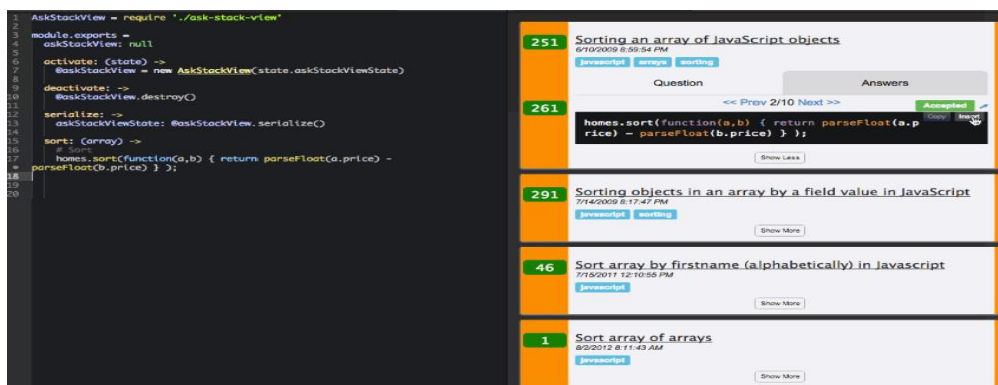 1 AskStackView = require './ask-stack-view'
2
3 module.exports =
4 askStackView: null
5
6 activate: (state) ->
7 @askStackView = new AskStackView(state.askStackViewState)
8
9 deactivate: ->
10 @askStackView.destroy()
11
12 serialize: ->
13 askStackViewState: @askStackView.serialize()
14
15 sort: (array) ->
16 # Sort
17 homes.sort(function(a,b) { return parseFloat(a.price) -
• parseFloat(b.price) } );
18
19
20
251 Sorting an array of JavaScript objects
6/10/2009 8:59:54 PM
javascript arrays sorting
Question Answers
<< Prev 2/10 Next >>
261 Accepted
Copy Insert
homes.sort(function(a,b) { return parseFloat(a.p
rice) - parseFloat(b.price) } );
Show Less
291 Sorting objects in an array by a field value in JavaScript
7/14/2009 8:17:47 PM
javascript sorting
Show More
46 Sort array by firstname (alphabetically) in Javascript
7/15/2011 12:10:55 PM
javascript
Show More
1 Sort array of arrays
8/2/2012 8:11:43 AM
javascript
Show More